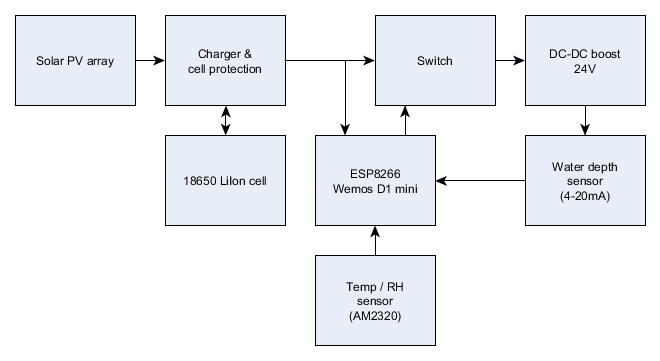 Solar PV array
Charger &
cell protection
Switch
DC-DC boost
24V
18650 LiIon cell
ESP8266
Wemos D1 mini
Water depth
sensor
(4-20mA)
Temp / RH
sensor
(AM2320)